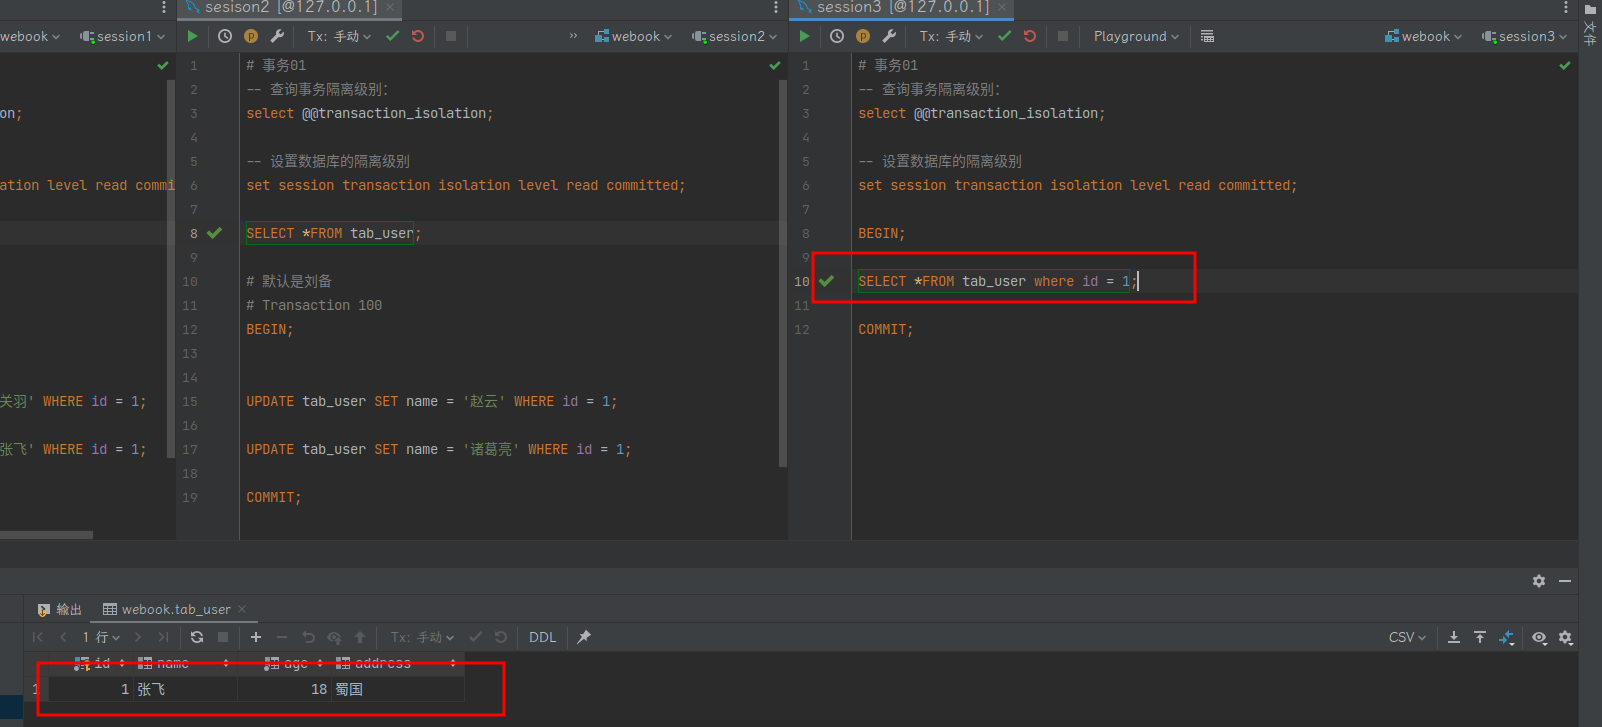 sesison2 [@127.0.0.1]
session3 [@127.0.0.1]
webook
session1
Tx: 手动
webook
session2
Tx: 手动
Playground
webook
session3
文件
on;
ation level read commi
关羽' WHERE id = 1;
张飞' WHERE id = 1;
1 # 事务01
2 -- 查询事务隔离级别：
3 select @@transaction_isolation;
4
5 -- 设置数据库的隔离级别
6 set session transaction isolation level read committed;
7
8 SELECT *FROM tab_user;
9
10 # 默认是刘备
11 # Transaction 100
12 BEGIN;
13
14
15 UPDATE tab_user SET name = '赵云' WHERE id = 1;
16
17 UPDATE tab_user SET name = '诸葛亮' WHERE id = 1;
18
19 COMMIT;
1 # 事务01
2 -- 查询事务隔离级别：
3 select @@transaction_isolation;
4
5 -- 设置数据库的隔离级别
6 set session transaction isolation level read committed;
7
8 BEGIN;
9
10 SELECT *FROM tab_user where id = 1;
11
12 COMMIT;
输出
webook.tab_user
1 行
Tx: 手动
DDL
CSV
id name age address
1 1 张飞 18 蜀国